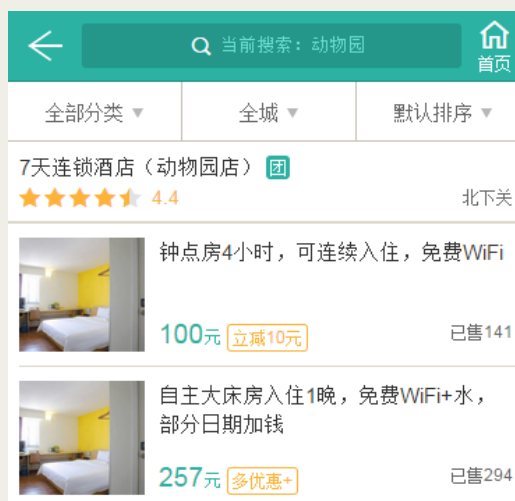 当前搜索：动物园
首页
全部分类
全城
默认排序
7天连锁酒店（动物园店） 团
4.4
北下关
钟点房4小时，可连续入住，免费WiFi
100元 立减10元 已售141
自主大床房入住1晚，免费WiFi+水，
部分日期加钱
257元 多优惠+ 已售294